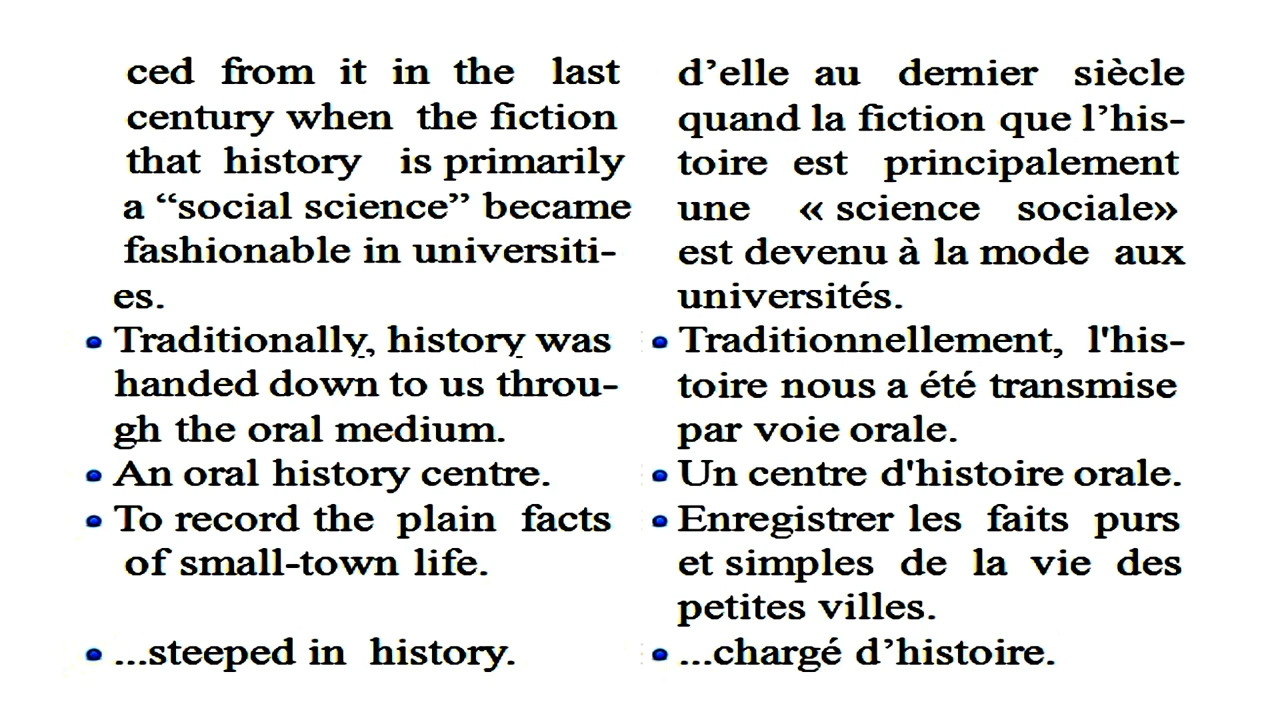 ced from it in the last
century when the fiction
that history is primarily
a “social science” became
fashionable in universiti-
es.
• Traditionally, history was
handed down to us throu-
gh the oral medium.
• An oral history centre.
• To record the plain facts
of small-town life.
• ...steeped in history.
d’elle au dernier siècle
quand la fiction que l’his-
toire est principalement
une « science sociale»
est devenu à la mode aux
universités.
• Traditionnellement, l'his-
toire nous a été transmise
par voie orale.
• Un centre d'histoire orale.
• Enregistrer les faits purs
et simples de la vie des
petites villes.
• ...chargé d’histoire.